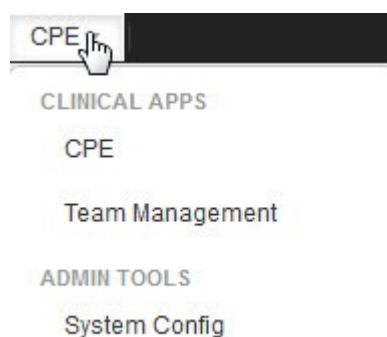 CPE
CLINICAL APPS
CPE
Team Management
ADMIN TOOLS
System Config